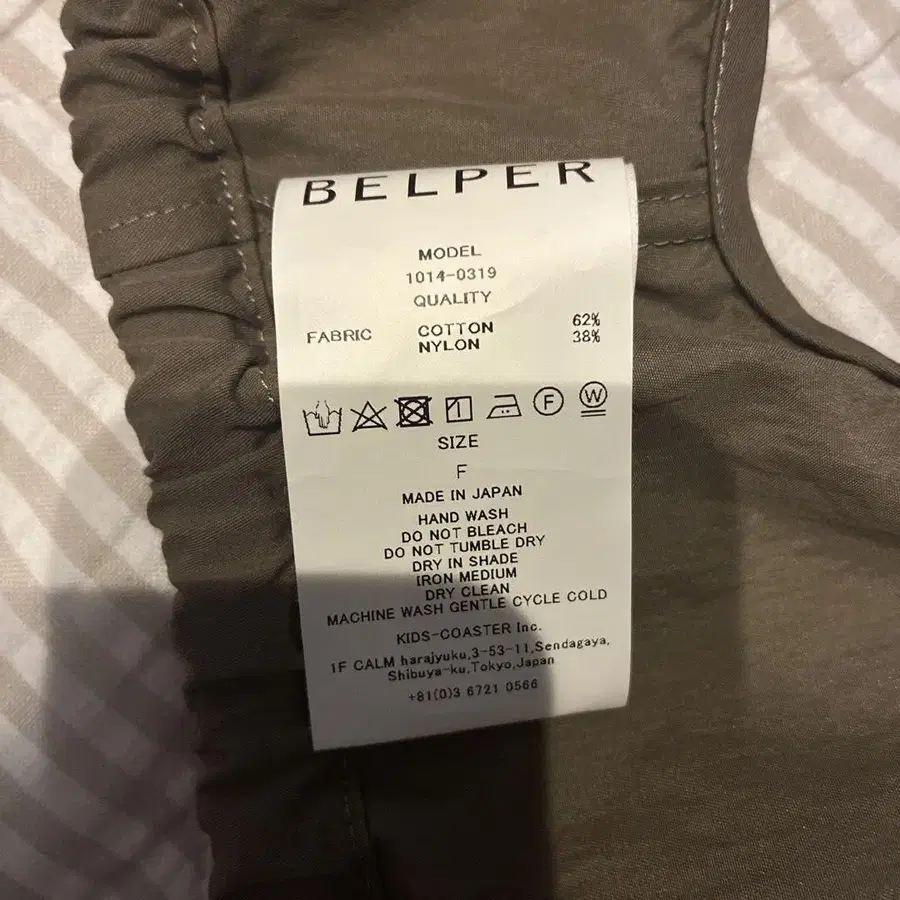 BELPER
MODEL
1014-0319
QUALITY
FABRIC COTTON 62%
NYLON 38%
F W
SIZE
F
MADE IN JAPAN
HAND WASH
DO NOT BLEACH
DO NOT TUMBLE DRY
DRY IN SHADE
IRON MEDIUM
DRY CLEAN
MACHINE WASH GENTLE CYCLE COLD
KIDS-COASTER Inc.
1F CALM harajyuku,3-53-11,Sendagaya,
Shibuya-ku,Tokyo,Japan
+81(0)3 6721 0566